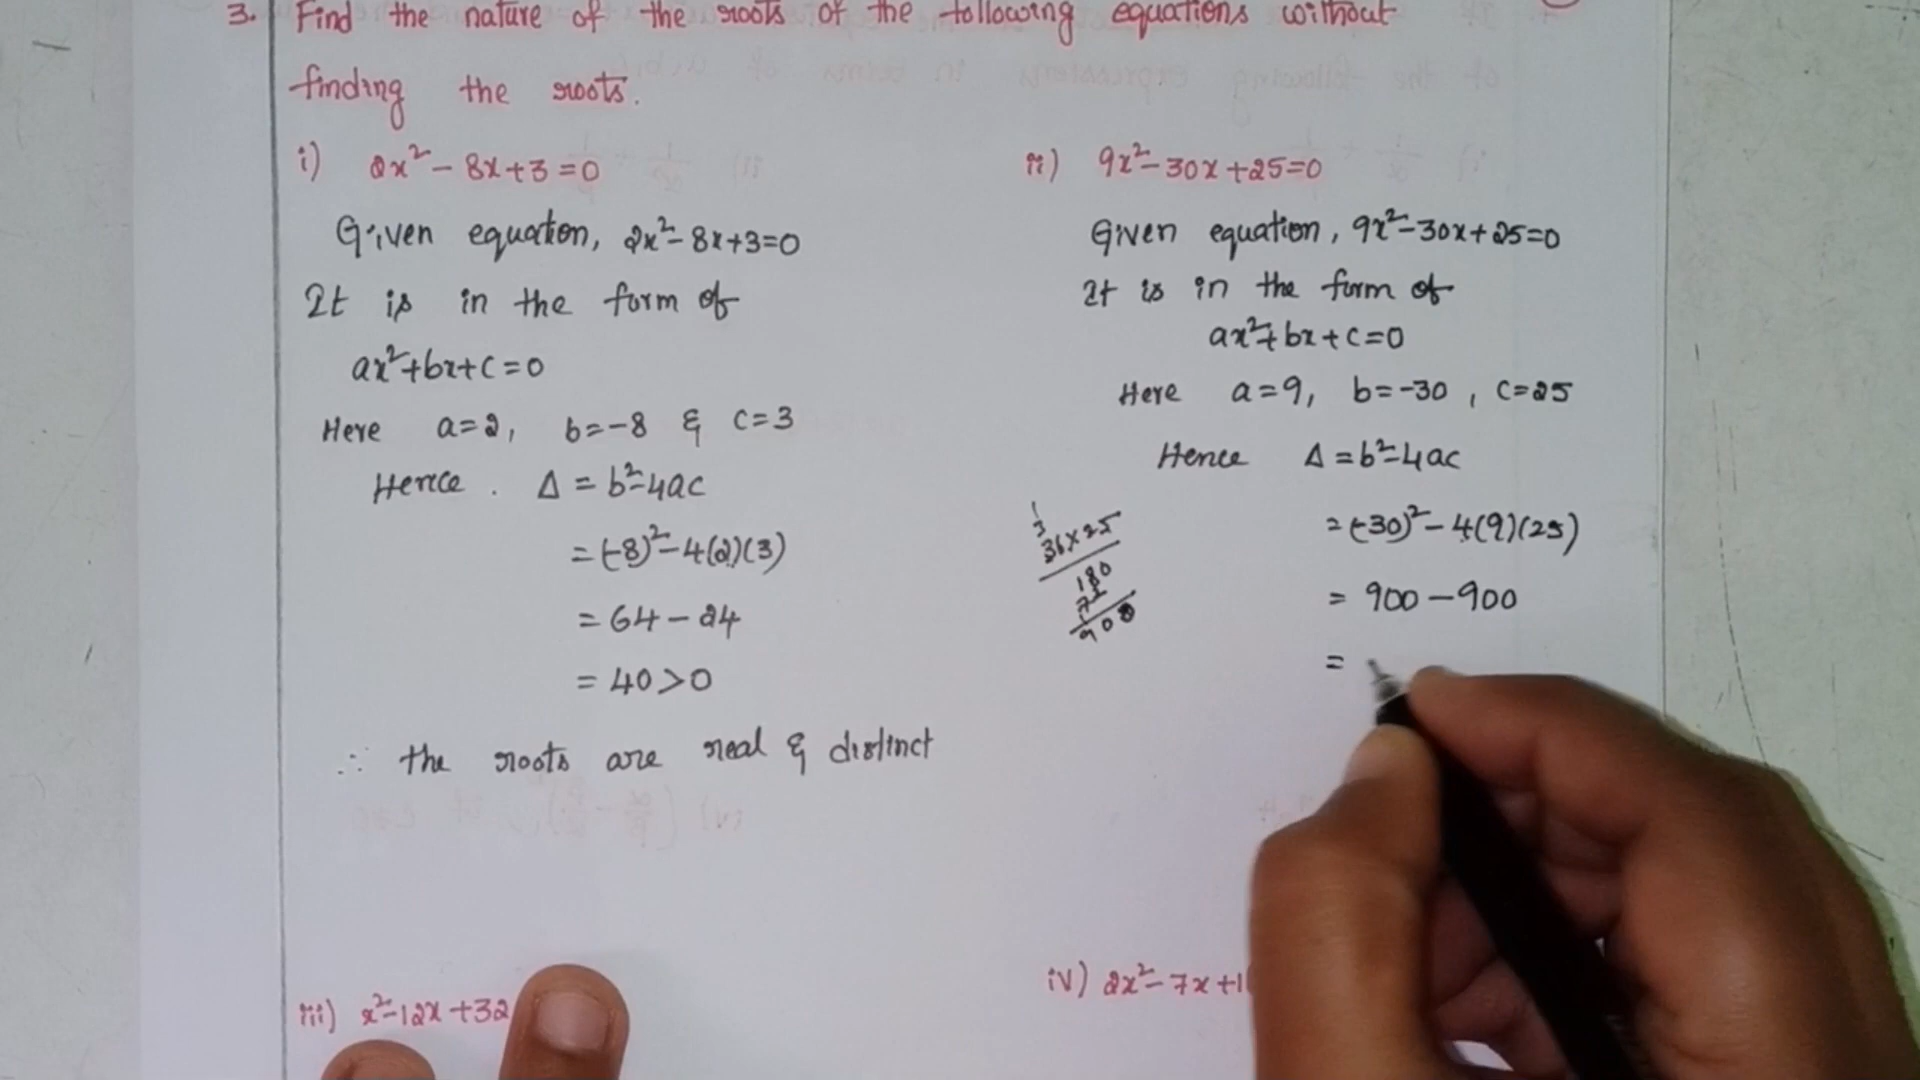 3. Find the nature of the roots of the following equations without
finding the roots.
i) 2x² - 8x + 3 = 0
Given equation, 2x² - 8x + 3 = 0
It is in the form of
ax² + bx + c = 0
Here a = 2, b = -8 & c = 3
Hence. Δ = b² - 4ac
= (-8)² - 4(2)(3)
= 64 - 24
= 40 > 0
∴ the roots are real & distinct
ii) 9x² - 30x + 25 = 0
Given equation, 9x² - 30x + 25 = 0
It is in the form of
ax² + bx + c = 0
Here a = 9, b = -30, c = 25
Hence Δ = b² - 4ac
= (-30)² - 4(9)(25)
= 900 - 900
=
1
3
36 × 25
180
72
900
iii) x² - 12x + 32
iv) 2x² - 7x + 1